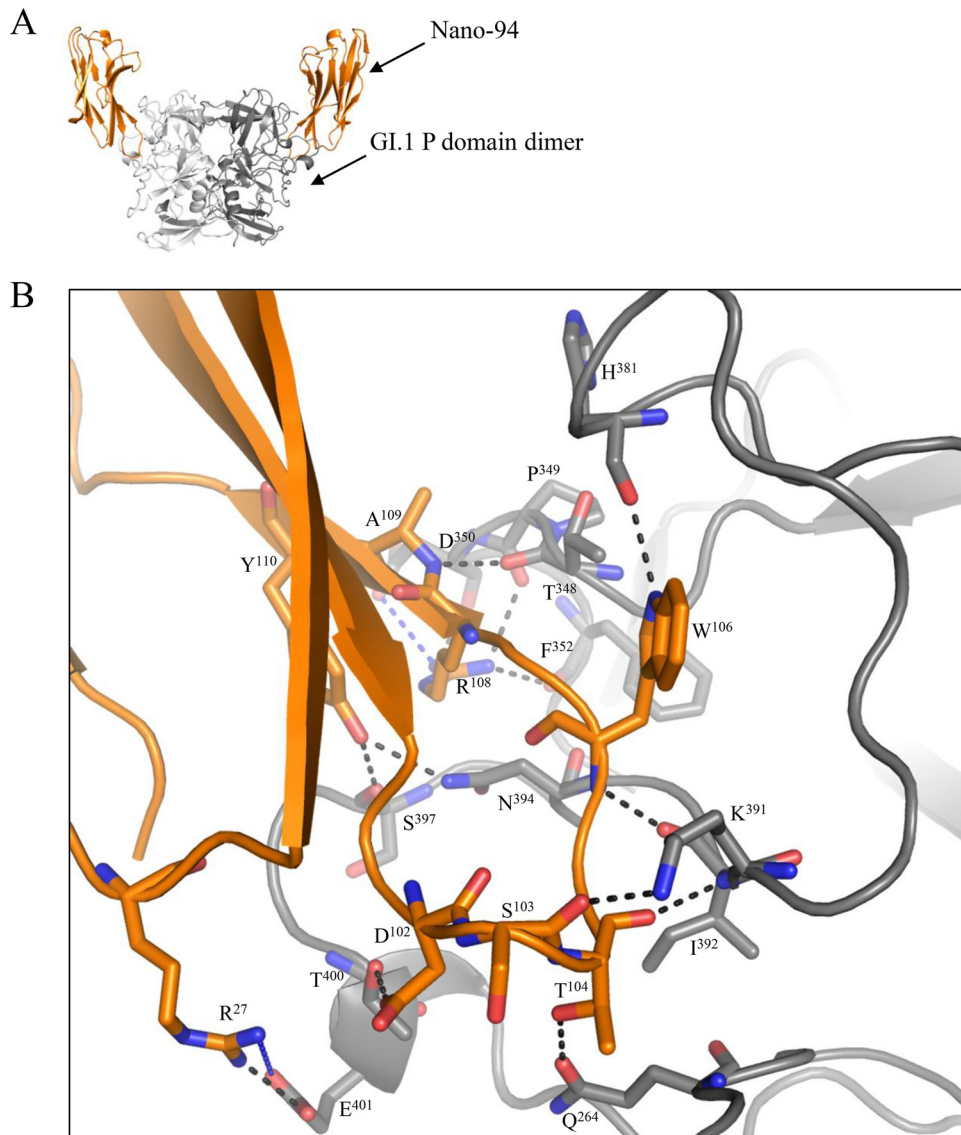 A
Nano-94
GI.1 P domain dimer
B
H381
P349
A109
D350
Y110
T348
W106
F352
R108
N394
K391
S397
S103
D102
I392
T400
T104
R27
E401
Q264